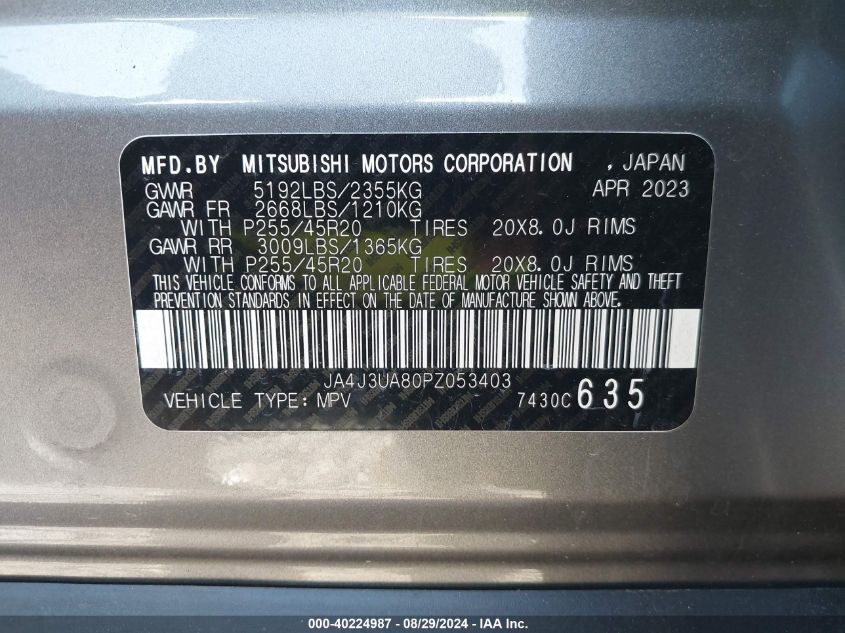 MFD.BY MITSUBISHI MOTORS CORPORATION , JAPAN
GVWR 5192LBS/2355KG APR 2023
GAWR FR 2668LBS/1210KG
WITH P255/45R20 TIRES 20X8.0J RIMS
GAWR RR 3009LBS/1365KG
WITH P255/45R20 TIRES 20X8.0J RIMS
THIS VEHICLE CONFORMS TO ALL APPLICABLE FEDERAL MOTOR VEHICLE SAFETY AND THEFT
PREVENTION STANDARDS IN EFFECT ON THE DATE OF MANUFACTURE SHOWN ABOVE.
JA4J3UA80PZ053403
VEHICLE TYPE: MPV 7430C 635
000-40224987 - 08/29/2024 - IAAI.COM